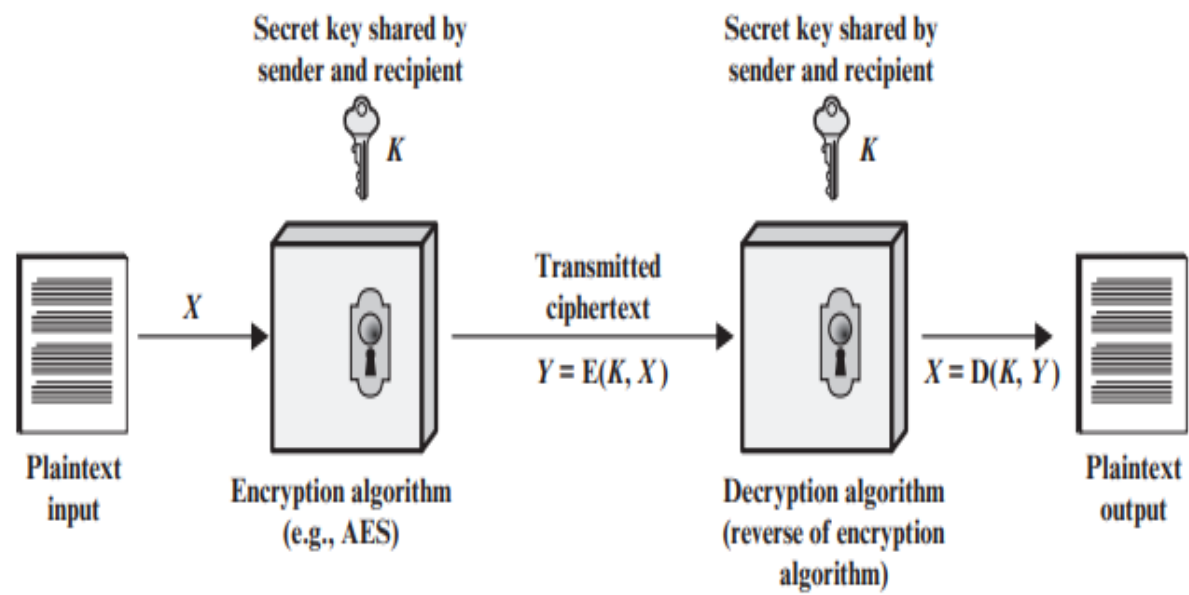 Secret key shared by
sender and recipient
K
Secret key shared by
sender and recipient
K
X
Transmitted
ciphertext
Y = E(K, X)
X = D(K, Y)
Plaintext
input
Encryption algorithm
(e.g., AES)
Decryption algorithm
(reverse of encryption
algorithm)
Plaintext
output